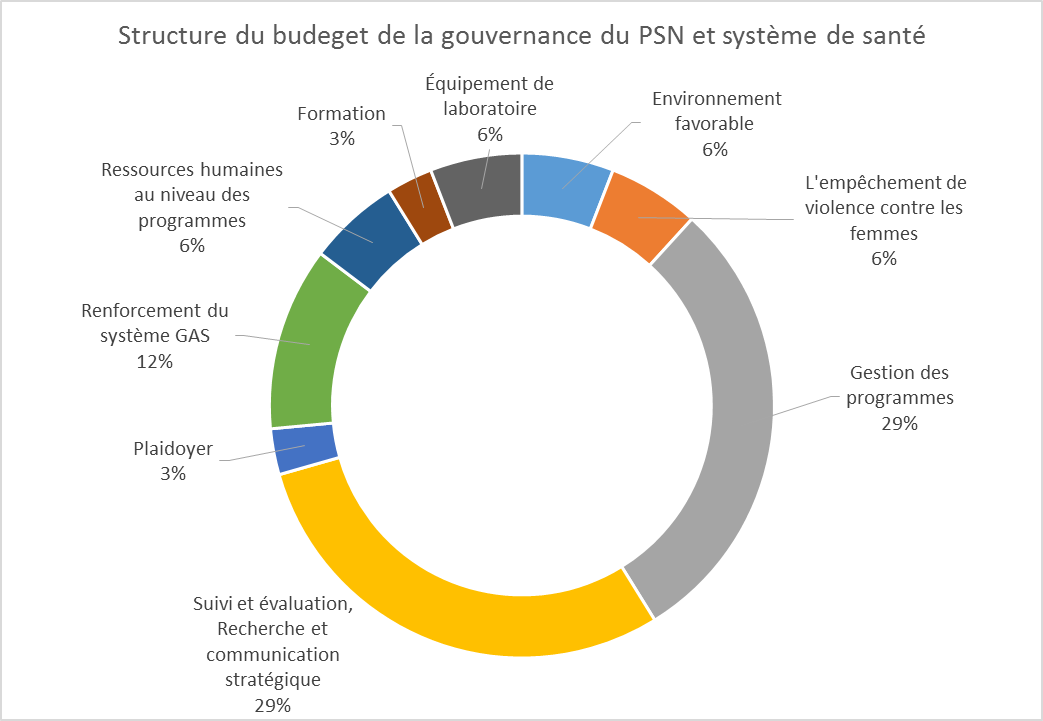 Structure du budeget de la gouvernance du PSN et système de santé
Équipement de
laboratoire
6%
Environnement
favorable
6%
Formation
3%
L'empêchement de
violence contre les
femmes
6%
Ressources humaines
au niveau des
programmes
6%
Renforcement du
système GAS
12%
Gestion des
programmes
29%
Plaidoyer
3%
Suivi et évaluation,
Recherche et
communication
stratégique
29%